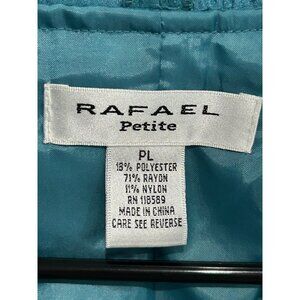 RAFAEL
Petite
PL
18% POLYESTER
71% RAYON
11% NYLON
RN 118589
MADE IN CHINA
CARE SEE REVERSE